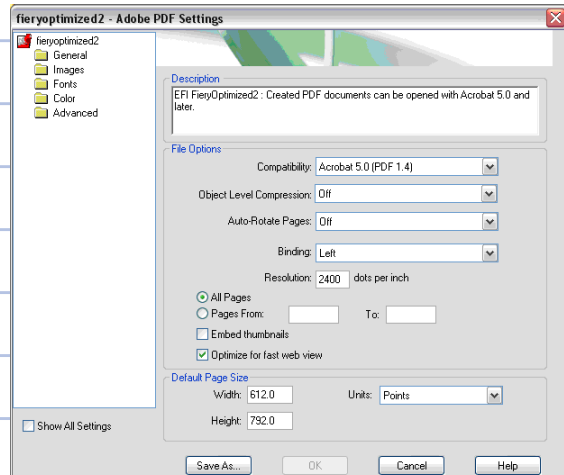 fieryoptimized2 - Adobe PDF Settings
fieryoptimized2
General
Images
Fonts
Color
Advanced
Show All Settings
Description
EFI FieryOptimized2 : Created PDF documents can be opened with Acrobat 5.0 and
later.
File Options
Compatibility: Acrobat 5.0 (PDF 1.4)
Object Level Compression: Off
Auto-Rotate Pages: Off
Binding: Left
Resolution: 2400 dots per inch
All Pages
Pages From: To:
Embed thumbnails
Optimize for fast web view
Default Page Size
Width: 612.0 Units: Points
Height: 792.0
Save As... OK Cancel Help